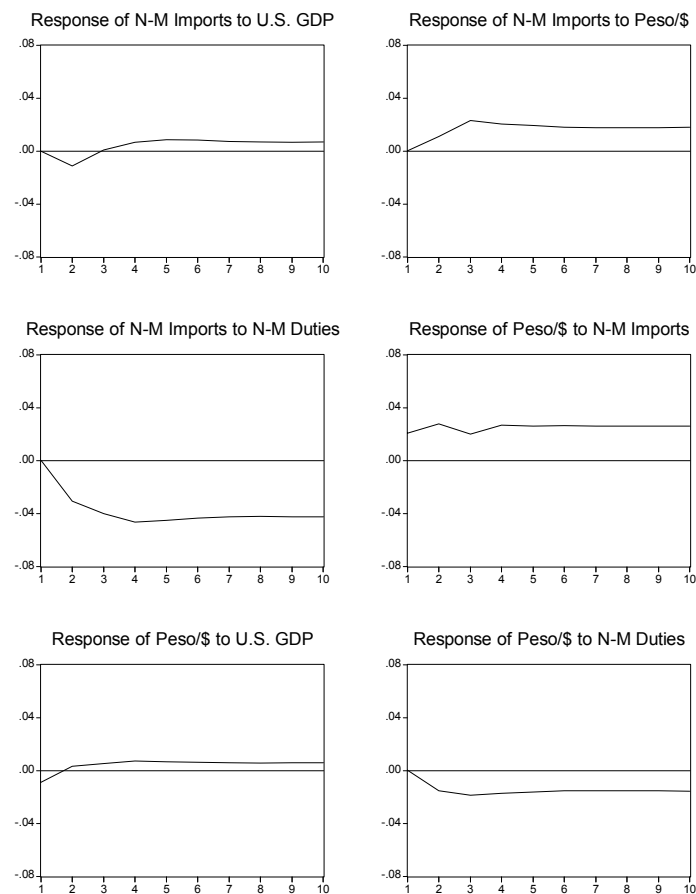 Response of N-M Imports to U.S. GDP
.08
.04
.00
-.04
-.08
1 2 3 4 5 6 7 8 9 10
Response of N-M Imports to Peso/$
.08
.04
.00
-.04
-.08
1 2 3 4 5 6 7 8 9 10
Response of N-M Imports to N-M Duties
.08
.04
.00
-.04
-.08
1 2 3 4 5 6 7 8 9 10
Response of Peso/$ to N-M Imports
.08
.04
.00
-.04
-.08
1 2 3 4 5 6 7 8 9 10
Response of Peso/$ to U.S. GDP
.08
.04
.00
-.04
-.08
1 2 3 4 5 6 7 8 9 10
Response of Peso/$ to N-M Duties
.08
.04
.00
-.04
-.08
1 2 3 4 5 6 7 8 9 10